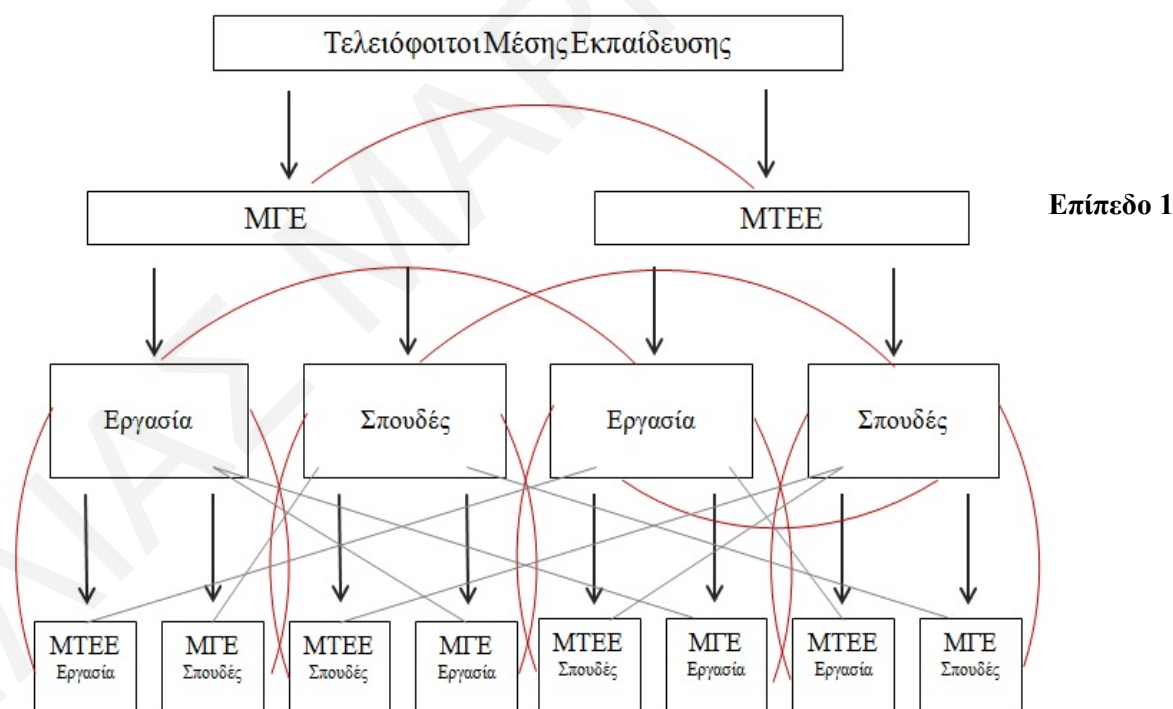 Τελειόφοιτοι Μέσης Εκπαίδευσης
ΜΓΕ
ΜΤΕΕ
Επίπεδο 1
Εργασία
Σπουδές
Εργασία
Σπουδές
ΜΤΕΕ
Εργασία
ΜΓΕ
Σπουδές
ΜΤΕΕ
Σπουδές
ΜΓΕ
Εργασία
ΜΤΕΕ
Σπουδές
ΜΓΕ
Εργασία
ΜΤΕΕ
Εργασία
ΜΓΕ
Σπουδές